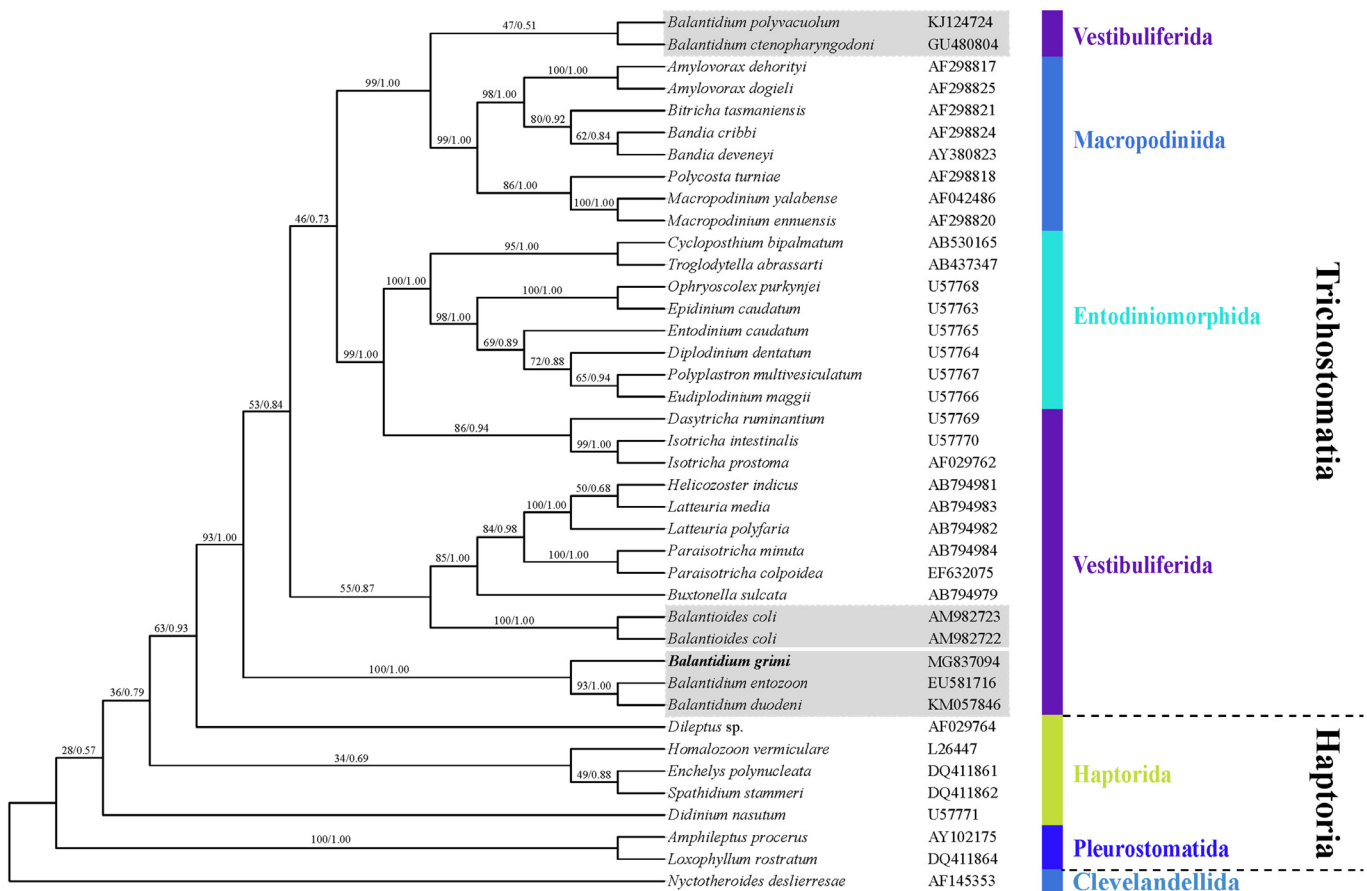 47/0.51
Balantidium polyvacuolum KJ124724
Balantidium ctenopharyngodoni GU480804
Vestibuliferida
99/1.00
Amylovorax dehorityi AF298817
100/1.00
Amylovorax dogieli AF298825
98/1.00
Bitricha tasmaniensis AF298821
80/0.92
Bandia cribbi AF298824
62/0.84
Bandia deveneyi AY380823
Macropodiniida
99/1.00
Polycosta turniae AF298818
86/1.00
Macropodinium yalabense AF042486
100/1.00
Macropodinium ennuensis AF298820
46/0.73
Cycloposthium bipalmatum AB530165
95/1.00
Troglodytella abrassarti AB437347
100/1.00
Ophryoscolex purkynjei U57768
100/1.00
Epidinium caudatum U57763
98/1.00
Entodinium caudatum U57765
69/0.89
Diplodinium dentatum U57764
72/0.88
Polyplastron multivesiculatum U57767
65/0.94
Eudiplodinium maggii U57766
Entodiniomorphida
99/1.00
Dasytricha ruminantium U57769
86/0.94
Isotricha intestinalis U57770
99/1.00
Isotricha prostoma AF029762
53/0.84
Helicozoster indicus AB794981
50/0.68
Latteuria media AB794983
100/1.00
Latteuria polyfaria AB794982
84/0.98
Paraisotricha minuta AB794984
100/1.00
Paraisotricha colpoidea EF632075
85/1.00
Buxtonella sulcata AB794979
55/0.87
Balantioides coli AM982723
100/1.00
Balantioides coli AM982722
Vestibuliferida
93/1.00
Balantidium grimi MG837094
100/1.00
Balantidium entozoon EU581716
93/1.00
Balantidium duodeni KM057846
Trichostomatia
63/0.93
Dileptus sp. AF029764
36/0.79
Homalozoon vermiculare L26447
34/0.69
Enchelys polynucleata DQ411861
49/0.88
Spathidium stammeri DQ411862
28/0.57
Didinium nasutum U57771
Haptorida
Amphileptus procerus AY102175
100/1.00
Loxophyllum rostratum DQ411864
Pleurostomatida
Haptoria
Nyctotheroides deslierresae AF145353
Clevelandellida